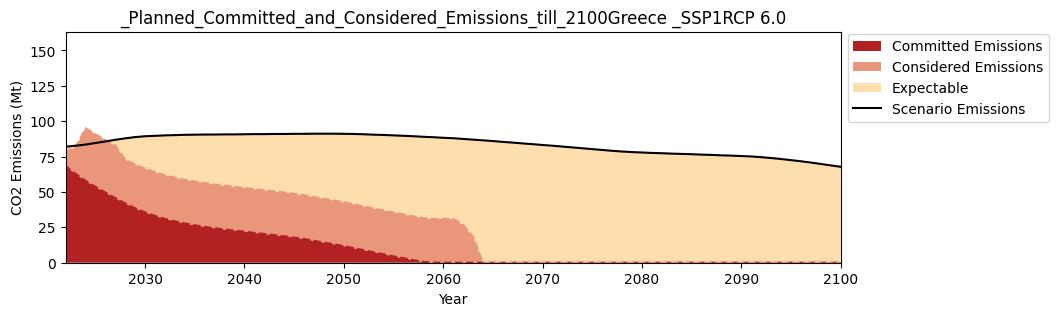 _Planned_Committed_and_Considered_Emissions_till_2100Greece _SSP1RCP 6.0
CO2 Emissions (Mt)
150
125
100
75
50
25
0
2030 2040 2050 2060 2070 2080 2090 2100
Year
Committed Emissions
Considered Emissions
Expectable
Scenario Emissions